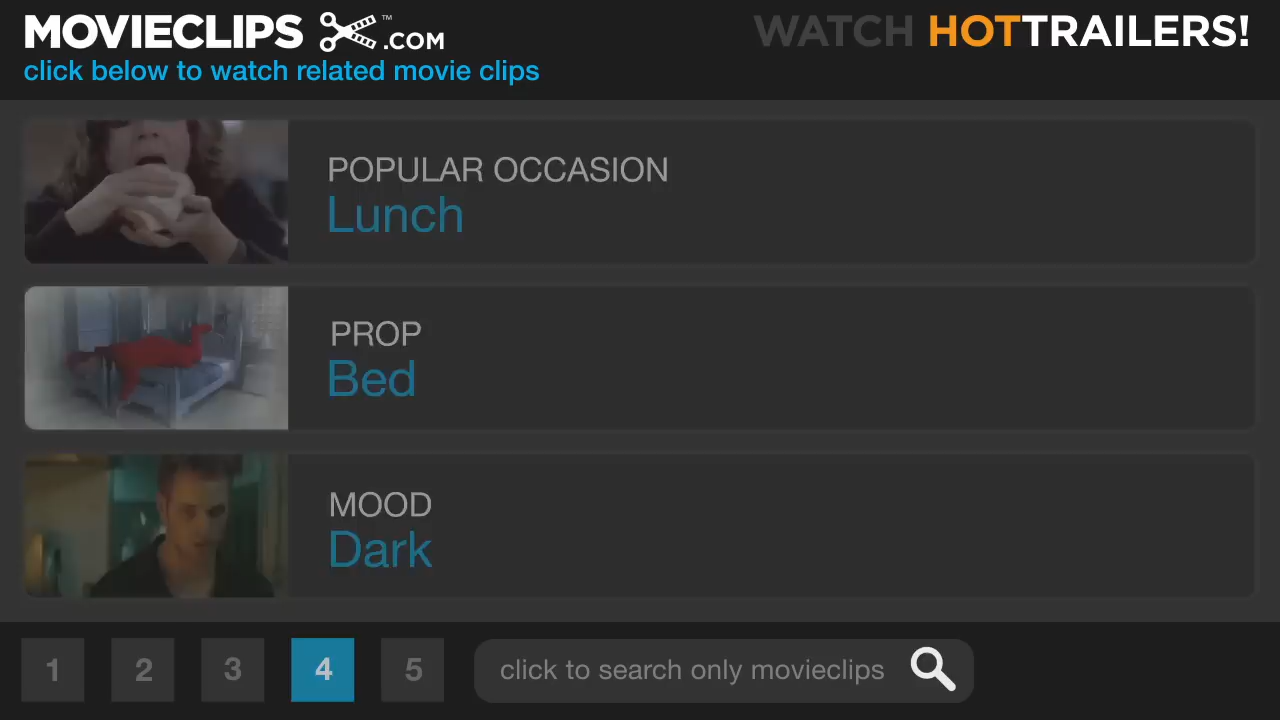 MOVIECLIPS ™ .COM
WATCH HOTTRAILERS!
click below to watch related movie clips
POPULAR OCCASION
Lunch
PROP
Bed
MOOD
Dark
1 2 3 4 5
click to search only movieclips